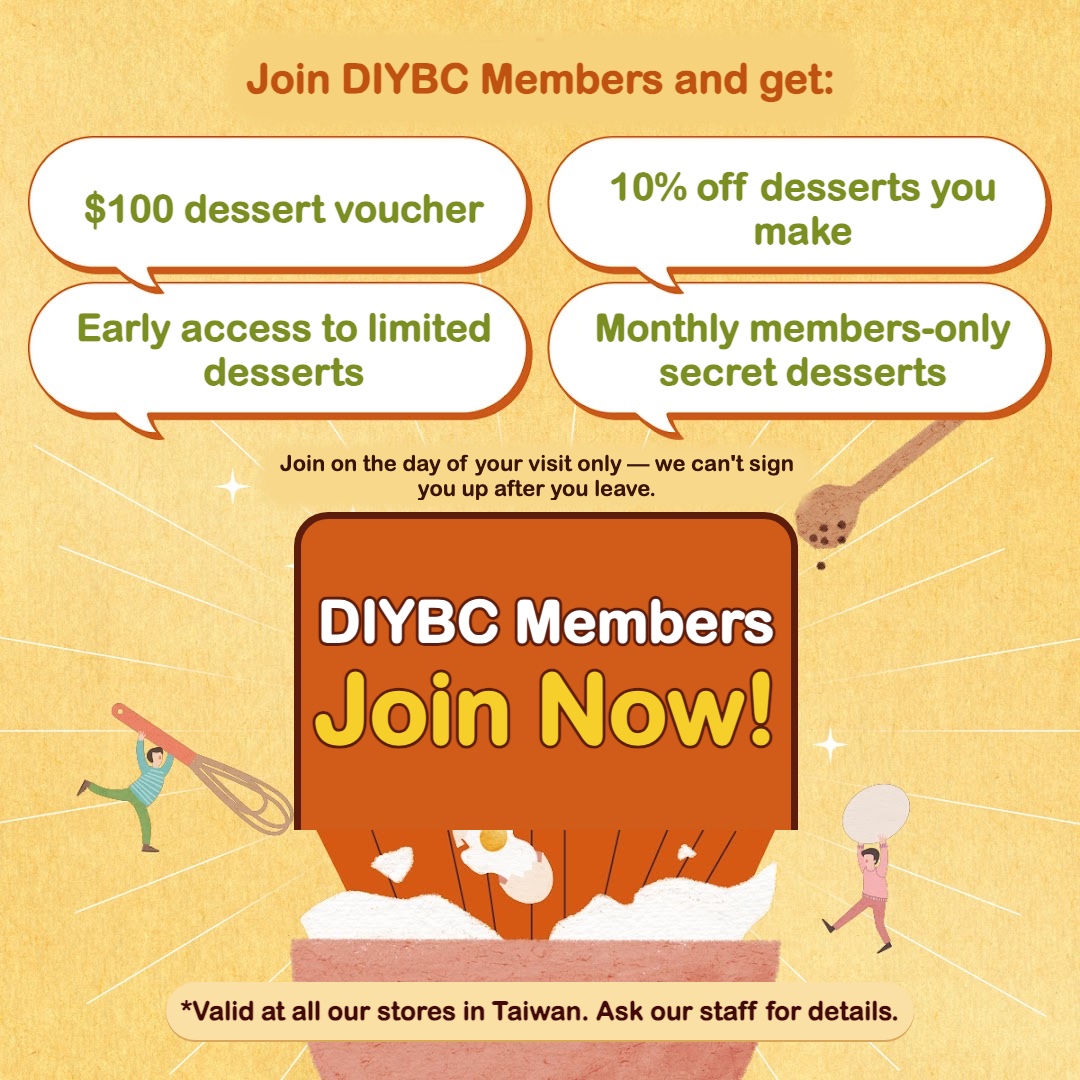 Join DIYBC Members and get:
$100 dessert voucher
10% off desserts you
make
Early access to limited
desserts
Monthly members-only
secret desserts
Join on the day of your visit only — we can't sign
you up after you leave.
DIYBC Members
Join Now!
*Valid at all our stores in Taiwan. Ask our staff for details.